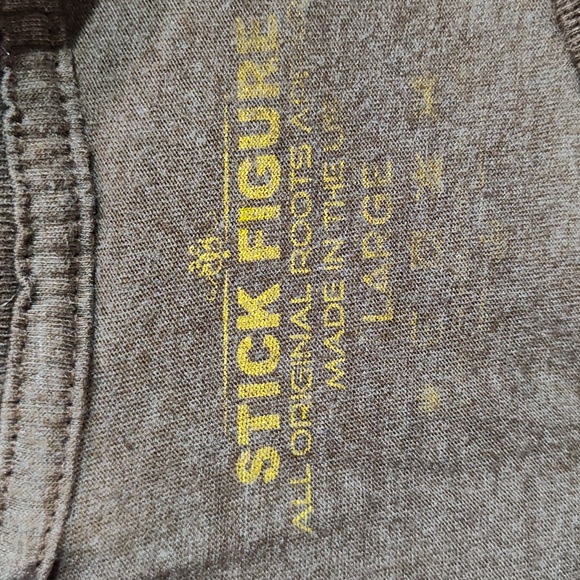 STICK FIGURE
ALL ORIGINAL ROOTS
MADE IN THE
LARGE